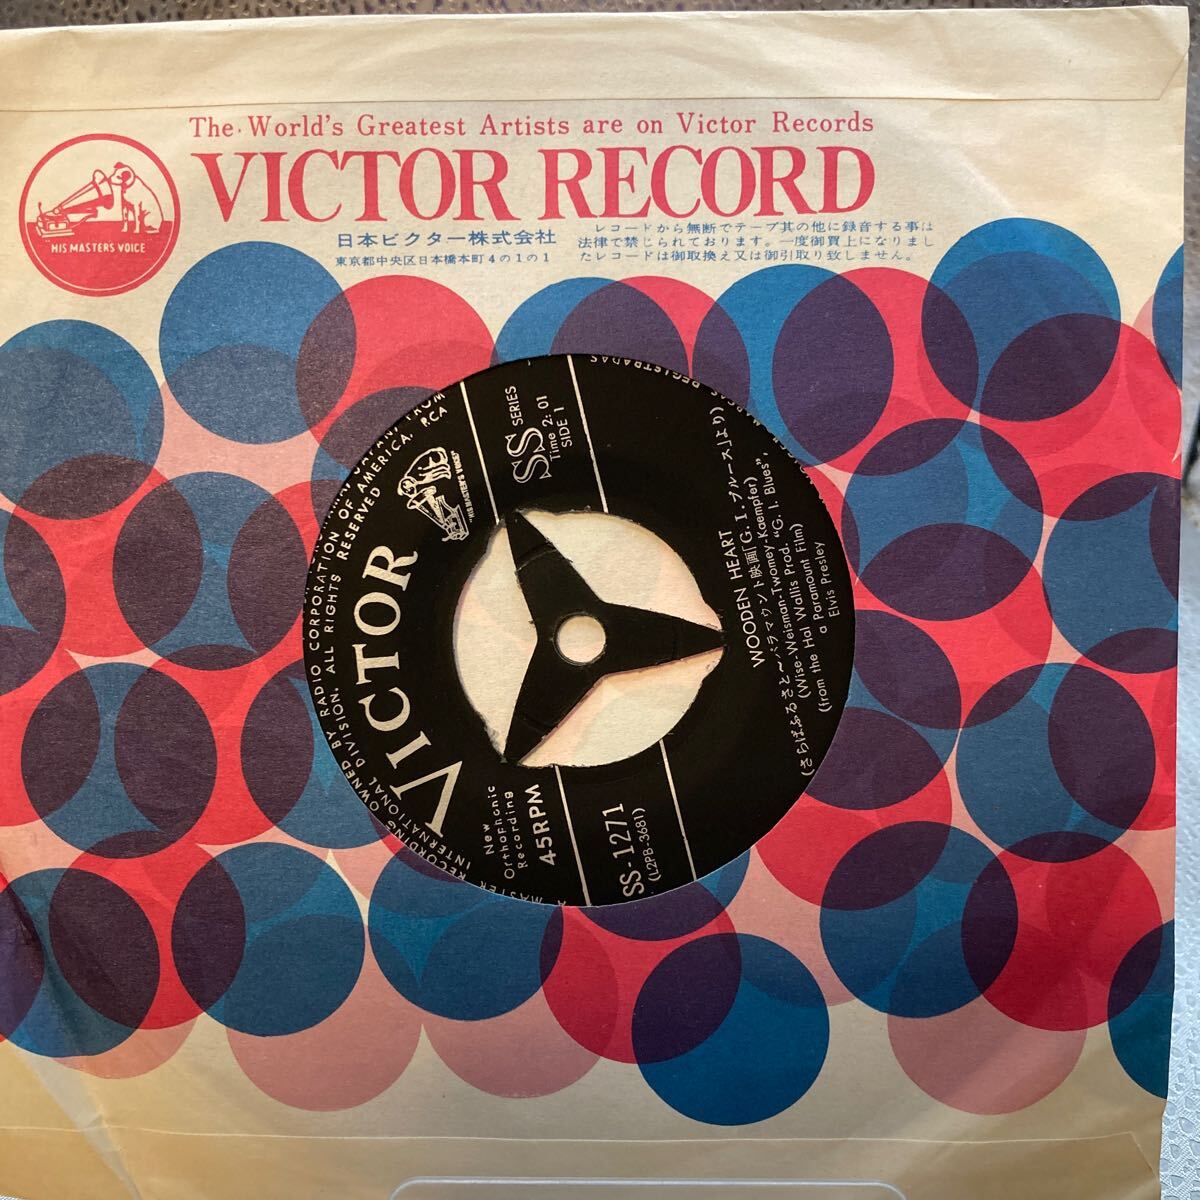 The World's Greatest Artists are on Victor Records
VICTOR RECORD
HIS MASTERS VOICE
日本ビクター株式会社
東京都中央区日本橋本町4の1の1
レコードから無断でテープ其の他に録音する事は
法律で禁じられております。一度御買上になりまし
たレコードは御取換え又は御引取り致しません。
VICTOR
"HIS MASTER'S VOICE"
SS SERIES
Time 2:01
SIDE 1
New
Orthophonic
Recording
45RPM
SS-1271
(L2PB-3681)
WOODEN HEART
(さらばふるさと〜パラマウント映画「G.I.ブルース」より)
(Wise-Weisman-Twomey-Kaempfer)
(from the Hal Wallis Prod. "G. I. Blues",
a Paramount Film)
Elvis Presley
A MASTER RECORDING OWNED BY RADIO CORPORATION OF AMERICA, RCA
INTERNATIONAL DIVISION. ALL RIGHTS RESERVED
REGISTRADAS